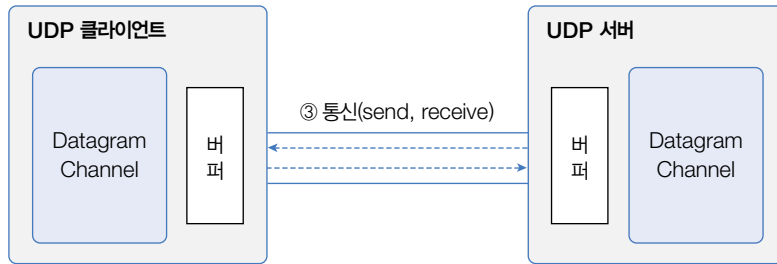 UDP 클라이언트
Datagram
Channel
버
퍼
③ 통신(send, receive)
UDP 서버
버
퍼
Datagram
Channel